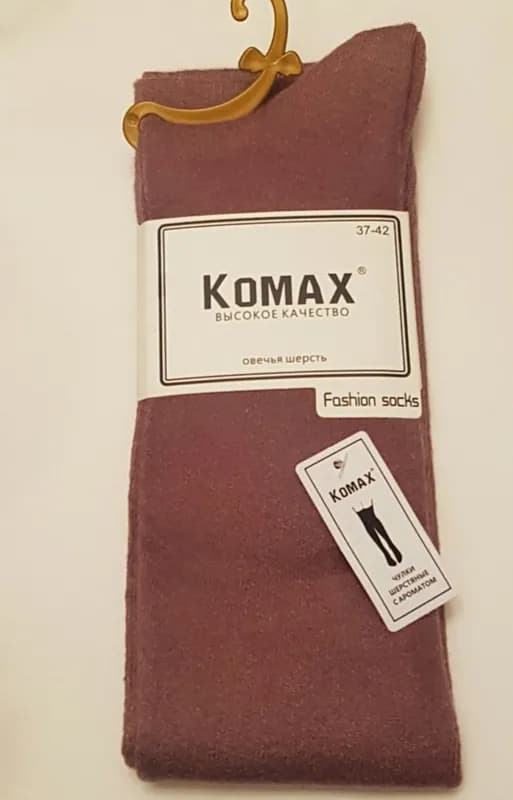 37-42
KOMAX®
ВЫСОКОЕ КАЧЕСТВО
овечья шерсть
Fashion socks
KOMAX
ЧУЛКИ
ШЕРСТЯНЫЕ
С АРОМАТОМ